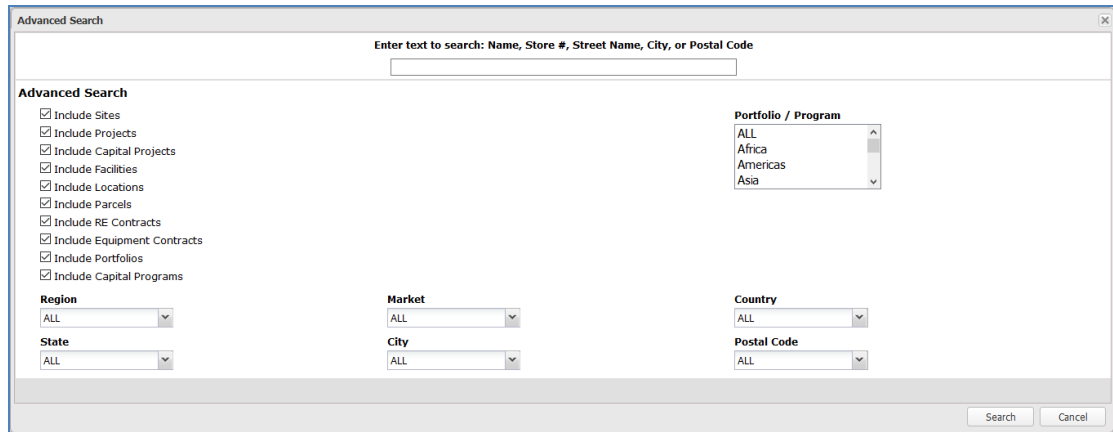 Advanced Search
Enter text to search: Name, Store #, Street Name, City, or Postal Code
Advanced Search
Include Sites
Include Projects
Include Capital Projects
Include Facilities
Include Locations
Include Parcels
Include RE Contracts
Include Equipment Contracts
Include Portfolios
Include Capital Programs
Portfolio / Program
ALL
Africa
Americas
Asia
Region Market Country
ALL ALL ALL
State City Postal Code
ALL ALL ALL
Search Cancel